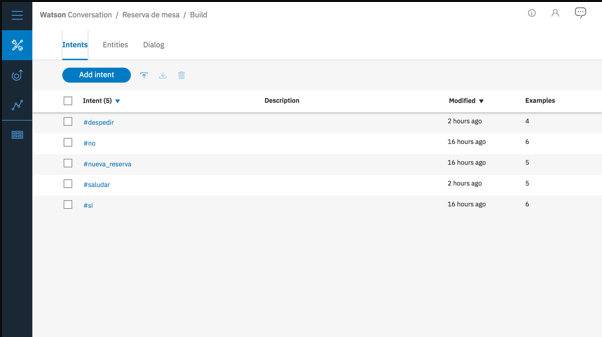 Watson Conversation / Reserva de mesa / Build
Intents Entities Dialog
Add intent
Intent (5) ▼ Description Modified ▼ Examples
#despedir 2 hours ago 4
#no 16 hours ago 6
#nueva_reserva 16 hours ago 5
#saludar 2 hours ago 5
#si 16 hours ago 6